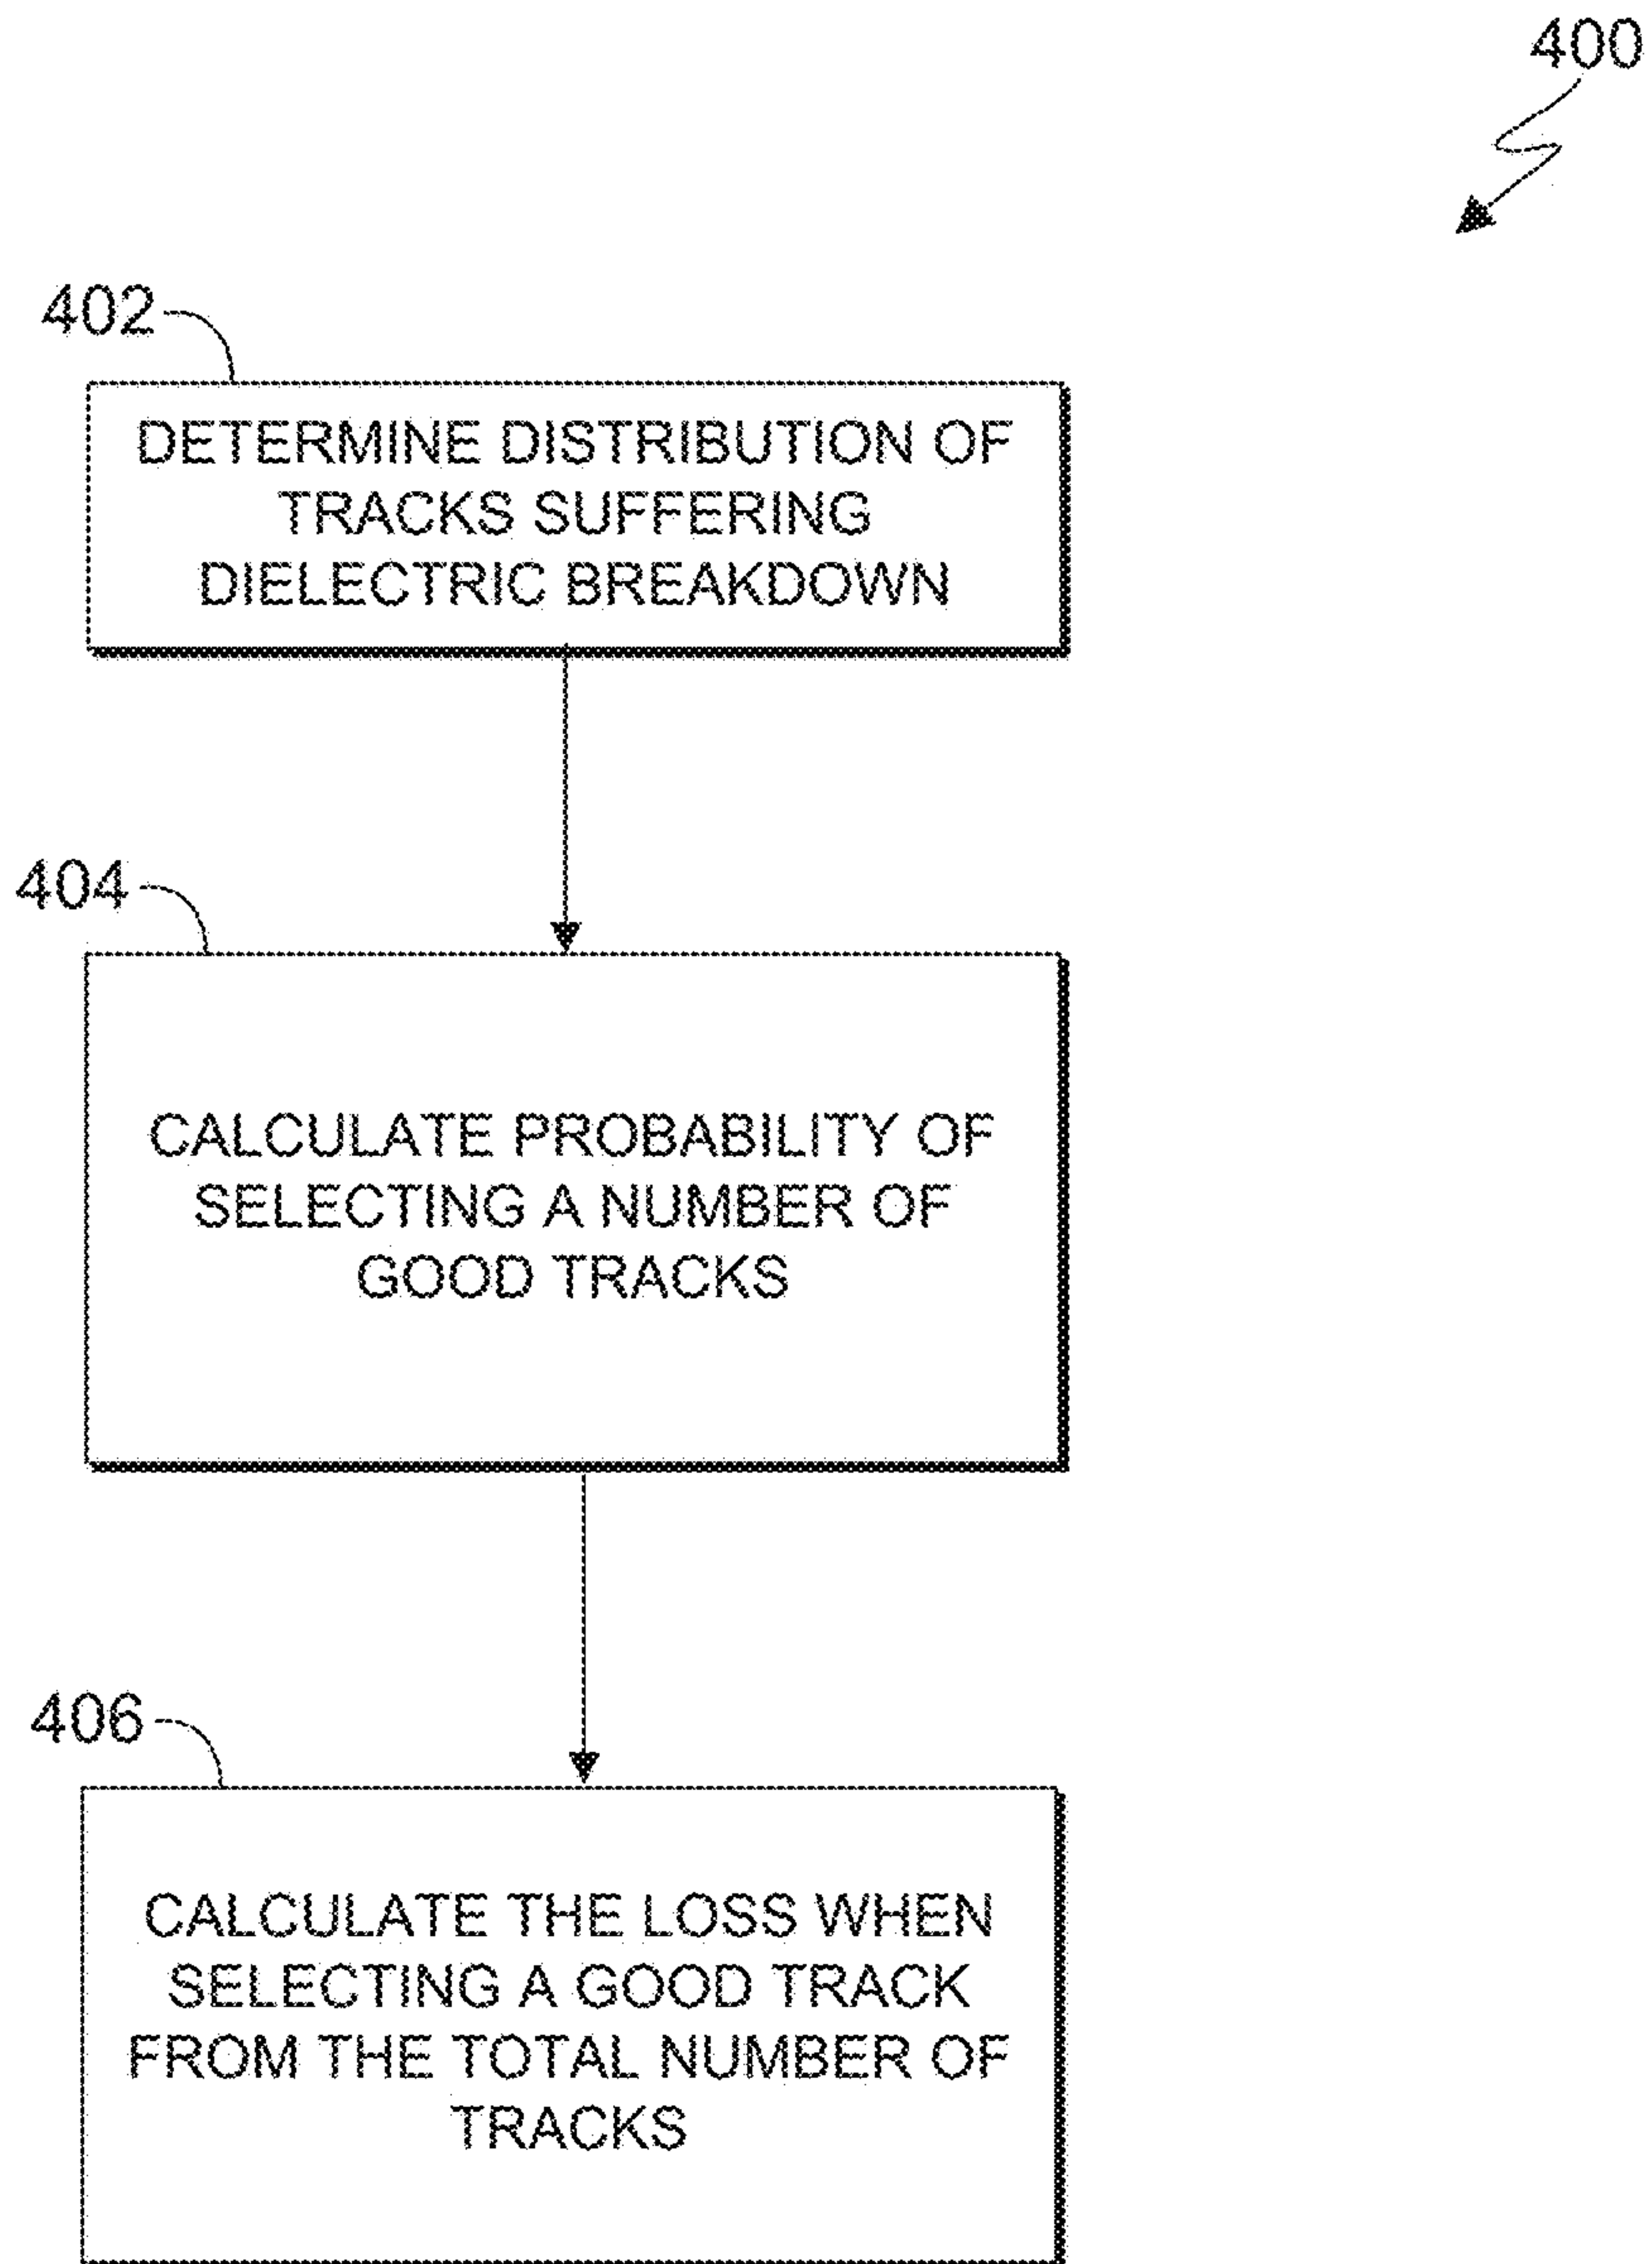 400
402
DETERMINE DISTRIBUTION OF
TRACKS SUFFERING
DIELECTRIC BREAKDOWN
404
CALCULATE PROBABILITY OF
SELECTING A NUMBER OF
GOOD TRACKS
406
CALCULATE THE LOSS WHEN
SELECTING A GOOD TRACK
FROM THE TOTAL NUMBER OF
TRACKS